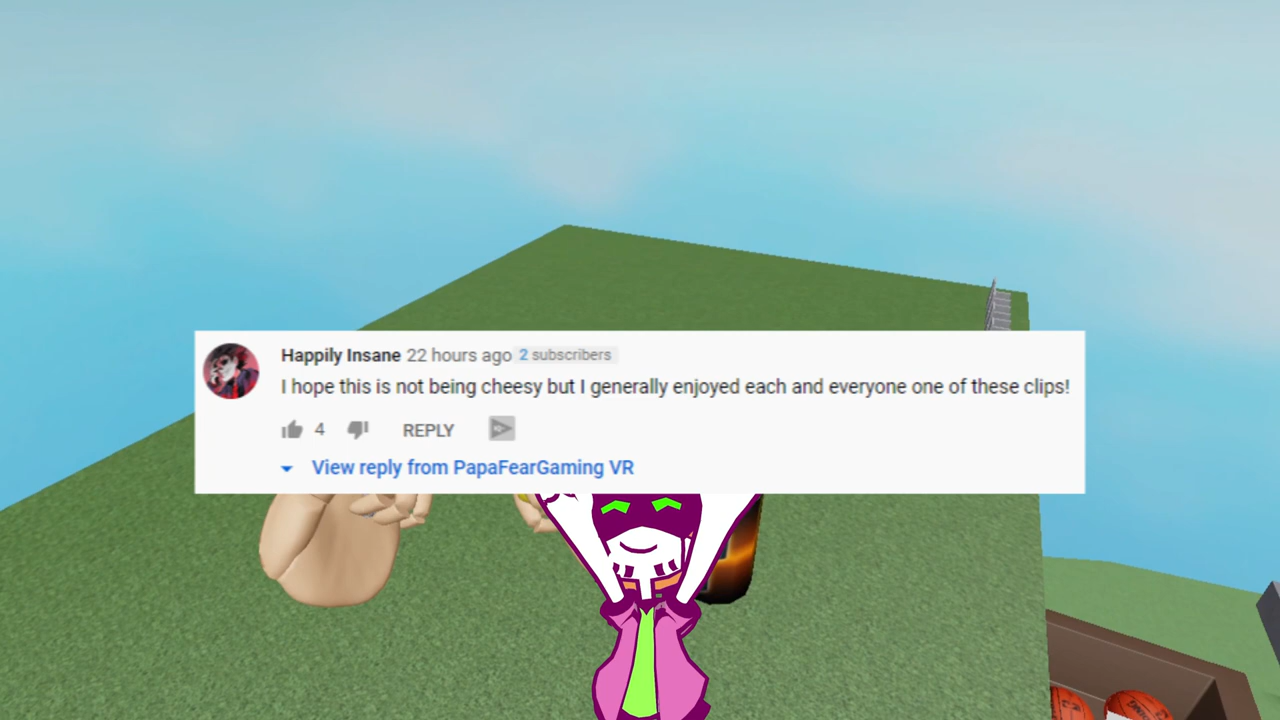 Happily Insane 22 hours ago 2 subscribers
I hope this is not being cheesy but I generally enjoyed each and everyone one of these clips!
4 REPLY
View reply from PapaFearGaming VR